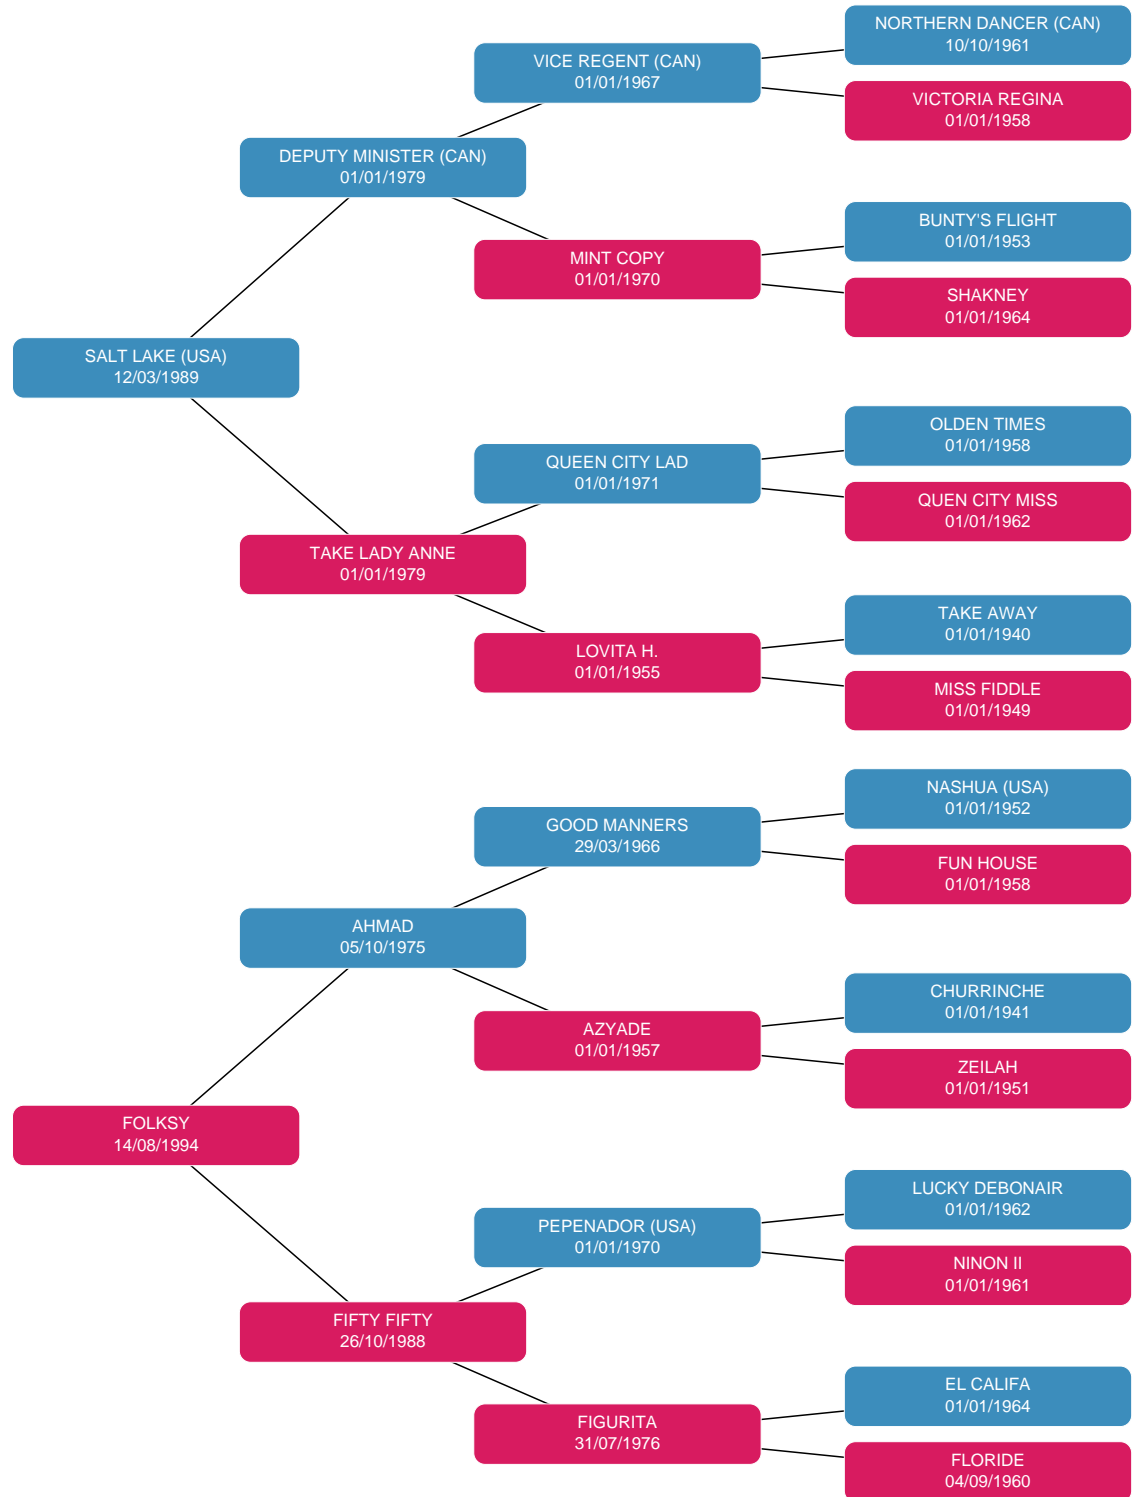 NORTHERN DANCER (CAN)
10/10/1961
VICE REGENT (CAN)
01/01/1967
VICTORIA REGINA
01/01/1958
DEPUTY MINISTER (CAN)
01/01/1979
BUNTY'S FLIGHT
01/01/1953
MINT COPY
01/01/1970
SHAKNEY
01/01/1964
SALT LAKE (USA)
12/03/1989
OLDEN TIMES
01/01/1958
QUEEN CITY LAD
01/01/1971
QUEN CITY MISS
01/01/1962
TAKE LADY ANNE
01/01/1979
TAKE AWAY
01/01/1940
LOVITA H.
01/01/1955
MISS FIDDLE
01/01/1949
NASHUA (USA)
01/01/1952
GOOD MANNERS
29/03/1966
FUN HOUSE
01/01/1958
AHMAD
05/10/1975
CHURRINCHE
01/01/1941
AZYADE
01/01/1957
ZEILAH
01/01/1951
FOLKSY
14/08/1994
LUCKY DEBONAIR
01/01/1962
PEPENADOR (USA)
01/01/1970
NINON II
01/01/1961
FIFTY FIFTY
26/10/1988
EL CALIFA
01/01/1964
FIGURITA
31/07/1976
FLORIDE
04/09/1960